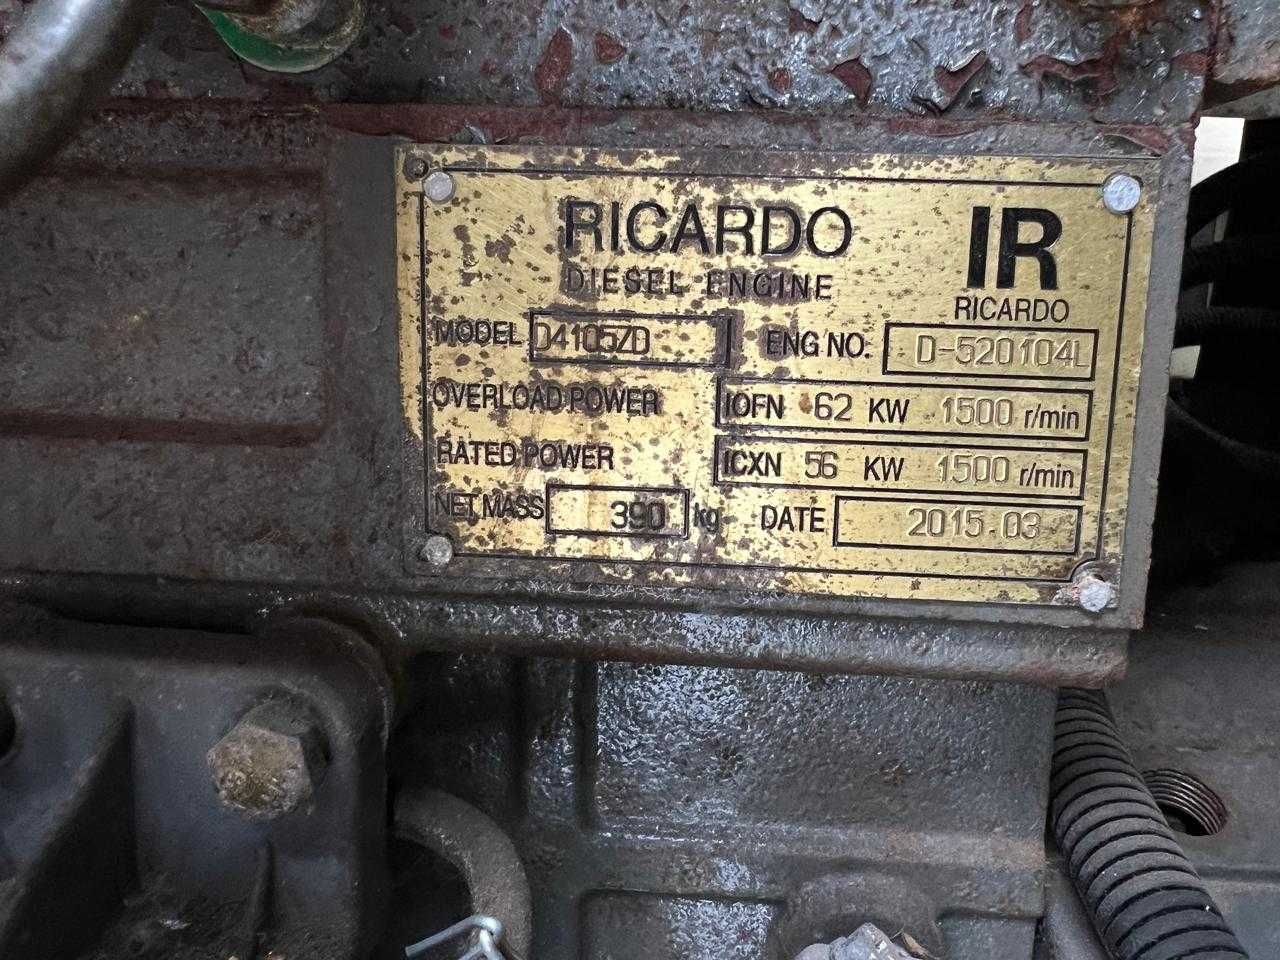 RICARDO
DIESEL ENGINE
IR
RICARDO
MODEL D4105ZD ENG NO. D-520104L
OVERLOAD POWER IOFN 62 KW 1500 r/min
RATED POWER ICXN 56 KW 1500 r/min
NET MASS 390 kg DATE 2015.03